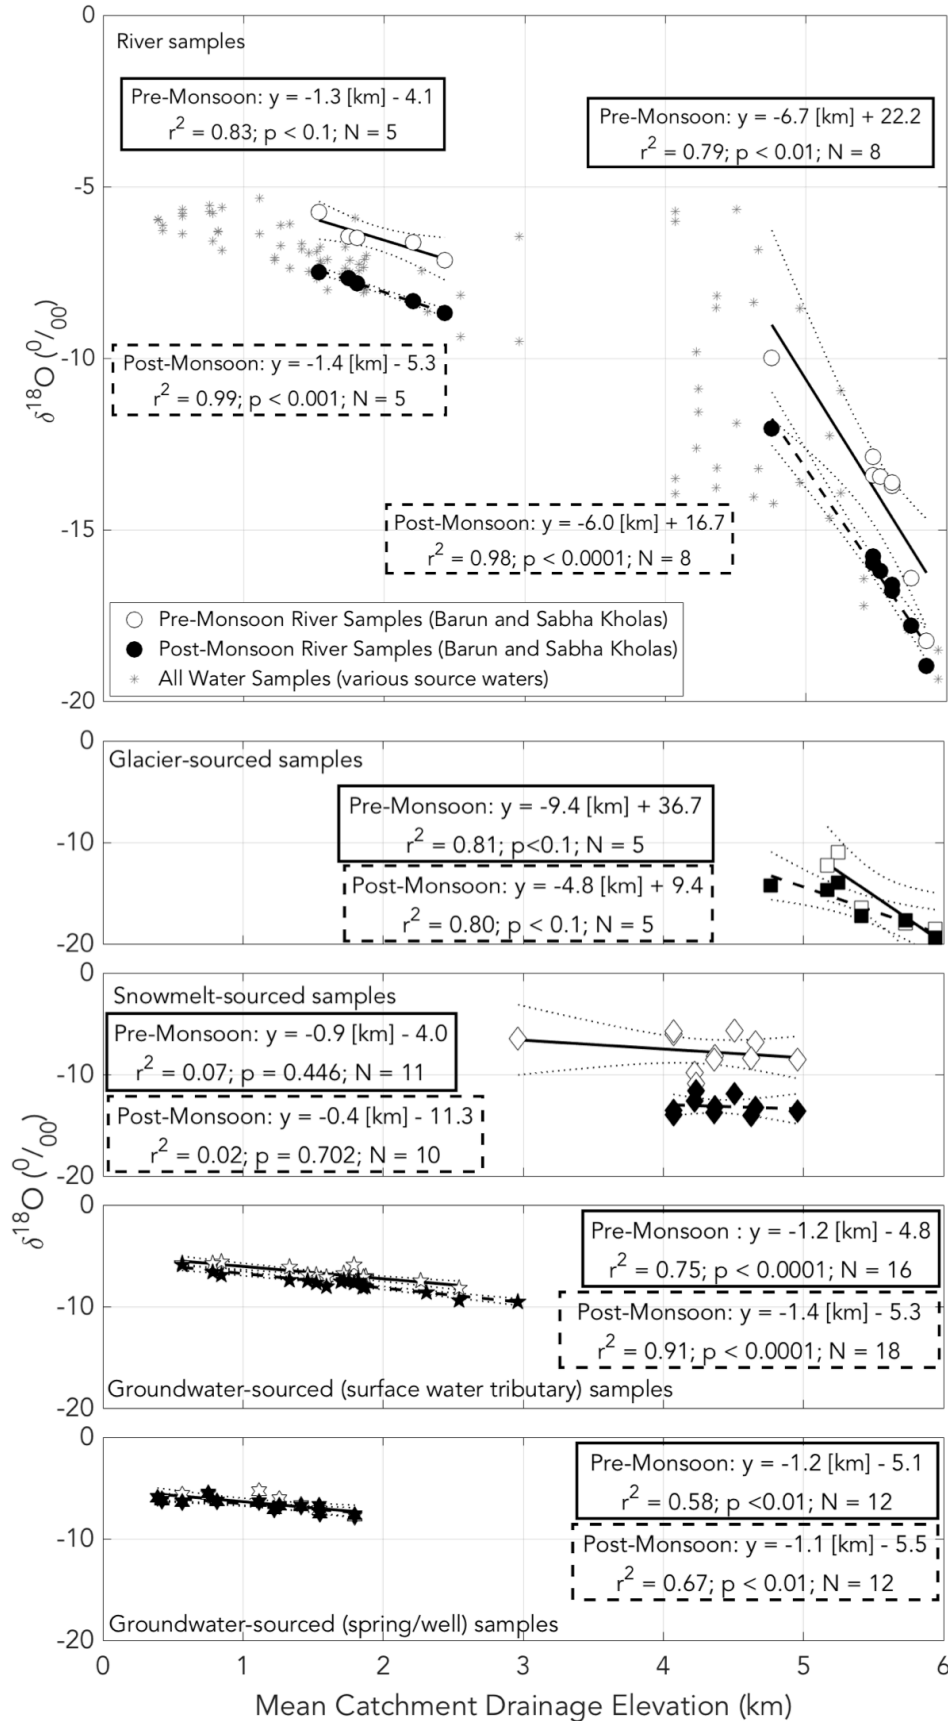 0
River samples
Pre-Monsoon: y = -1.3 [km] - 4.1
r² = 0.83; p < 0.1; N = 5
Pre-Monsoon: y = -6.7 [km] + 22.2
r² = 0.79; p < 0.01; N = 8
-5
δ¹⁸O (⁰/₀₀)
-10
Post-Monsoon: y = -1.4 [km] - 5.3
r² = 0.99; p < 0.001; N = 5
-15
Post-Monsoon: y = -6.0 [km] + 16.7
r² = 0.98; p < 0.0001; N = 8
Pre-Monsoon River Samples (Barun and Sabha Kholas)
Post-Monsoon River Samples (Barun and Sabha Kholas)
All Water Samples (various source waters)
-20
0
Glacier-sourced samples
Pre-Monsoon: y = -9.4 [km] + 36.7
r² = 0.81; p<0.1; N = 5
-10
Post-Monsoon: y = -4.8 [km] + 9.4
r² = 0.80; p < 0.1; N = 5
-20
0
Snowmelt-sourced samples
Pre-Monsoon: y = -0.9 [km] - 4.0
r² = 0.07; p = 0.446; N = 11
-10
Post-Monsoon: y = -0.4 [km] - 11.3
r² = 0.02; p = 0.702; N = 10
-20
δ¹⁸O (⁰/₀₀)
0
Pre-Monsoon : y = -1.2 [km] - 4.8
r² = 0.75; p < 0.0001; N = 16
-10
Post-Monsoon: y = -1.4 [km] - 5.3
r² = 0.91; p < 0.0001; N = 18
Groundwater-sourced (surface water tributary) samples
-20
0
Pre-Monsoon: y = -1.2 [km] - 5.1
r² = 0.58; p <0.01; N = 12
-10
Post-Monsoon: y = -1.1 [km] - 5.5
r² = 0.67; p < 0.01; N = 12
Groundwater-sourced (spring/well) samples
-20
0 1 2 3 4 5 6
Mean Catchment Drainage Elevation (km)